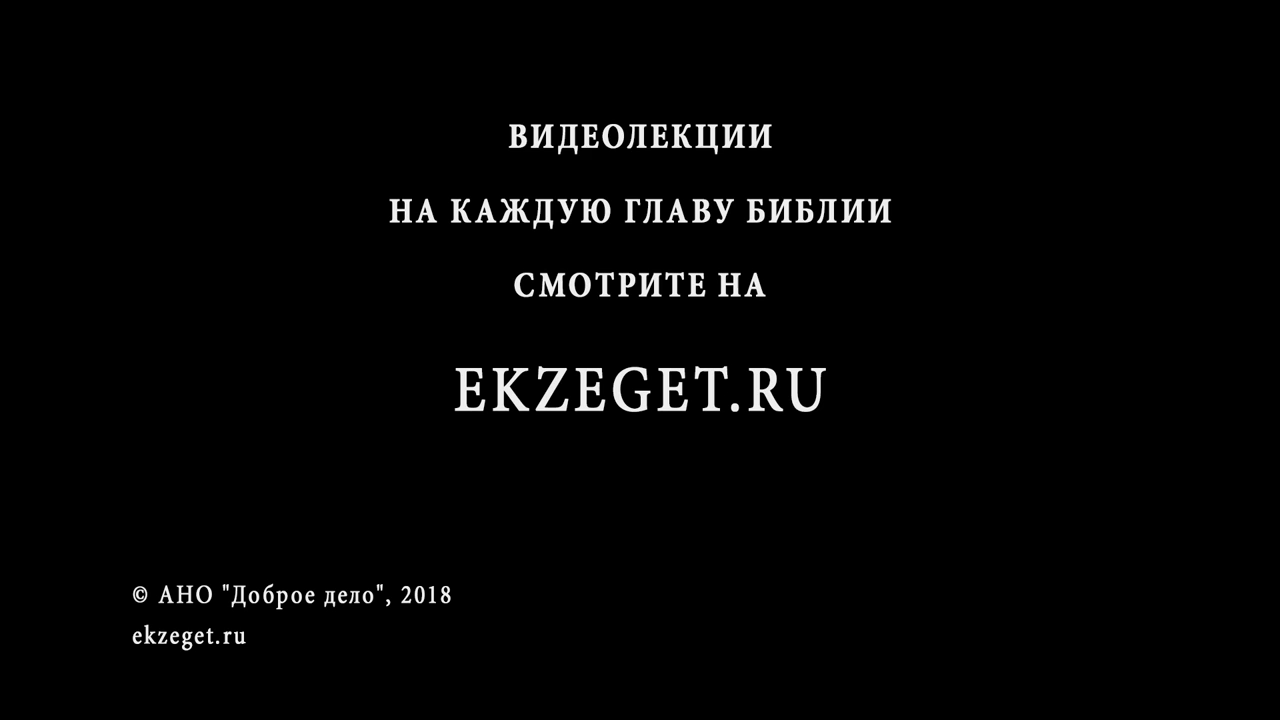 ВИДЕОЛЕКЦИИ
НА КАЖДУЮ ГЛАВУ БИБЛИИ
СМОТРИТЕ НА
EKZEGET.RU
© АНО "Доброе дело", 2018
ekzeget.ru